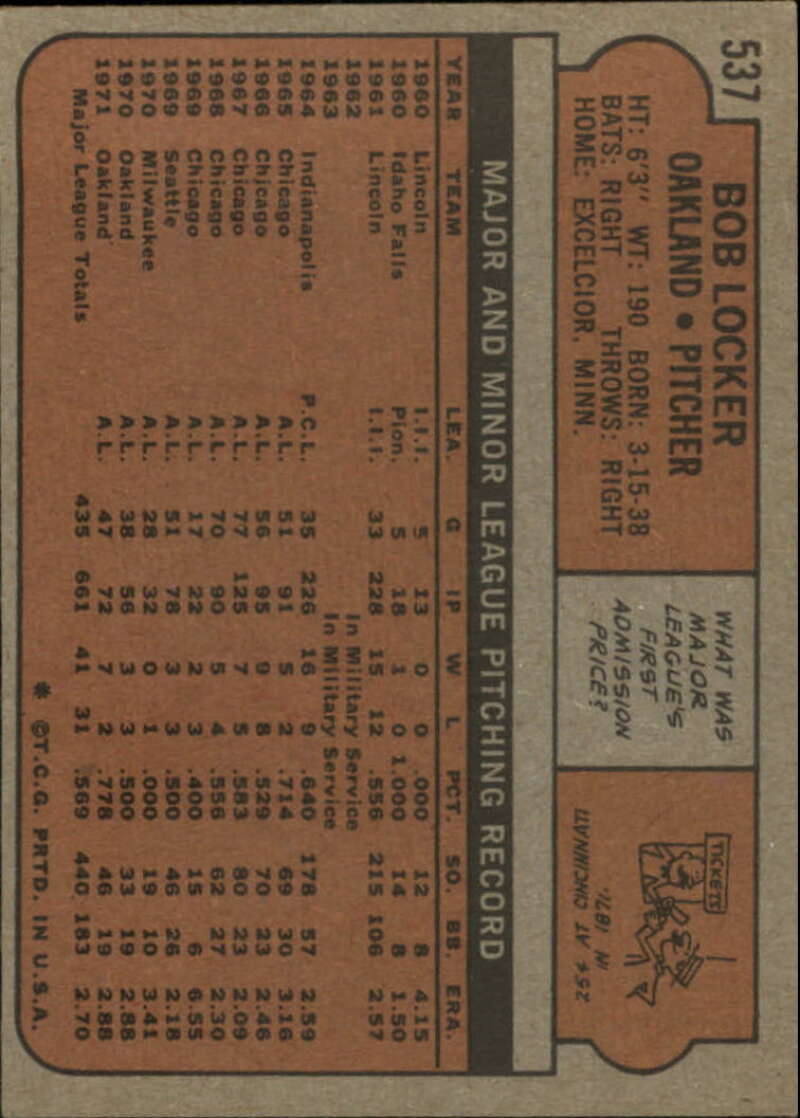 537
BOB LOCKER
OAKLAND • PITCHER
HT: 6'3" WT: 190 BORN: 3-15-38
BATS: RIGHT THROWS: RIGHT
HOME: EXCELCIOR, MINN.
WHAT WAS
MAJOR
LEAGUE'S
FIRST
ADMISSION
PRICE?
TICKETS
25¢ AT CINCINNATI
IN 1871.
MAJOR AND MINOR LEAGUE PITCHING RECORD
YEAR TEAM LEA. G IP W L PCT. SO. BB. ERA.
1960 Lincoln I.I.I. 5 13 0 0 .000 12 8 4.15
1960 Idaho Falls Pion. 5 18 1 0 1.000 14 8 1.50
1961 Lincoln I.I.I. 33 228 15 12 .556 215 106 2.57
1962 In Military Service
1963 In Military Service
1964 Indianapolis P.C.L. 35 226 16 9 .640 178 57 2.59
1965 Chicago A.L. 51 91 5 2 .714 69 30 3.16
1966 Chicago A.L. 56 95 9 8 .529 70 23 2.46
1967 Chicago A.L. 77 125 7 5 .583 80 23 2.09
1968 Chicago A.L. 70 90 5 4 .556 62 27 2.30
1969 Chicago A.L. 17 22 2 3 .400 15 6 6.55
1969 Seattle A.L. 51 78 3 3 .500 46 26 2.18
1970 Milwaukee A.L. 28 32 0 1 .000 19 10 3.41
1970 Oakland A.L. 38 56 3 3 .500 33 19 2.88
1971 Oakland A.L. 47 72 7 2 .778 46 19 2.88
Major League Totals 435 661 41 31 .569 440 183 2.70
* ©T.C.G. PRTD. IN U.S.A.